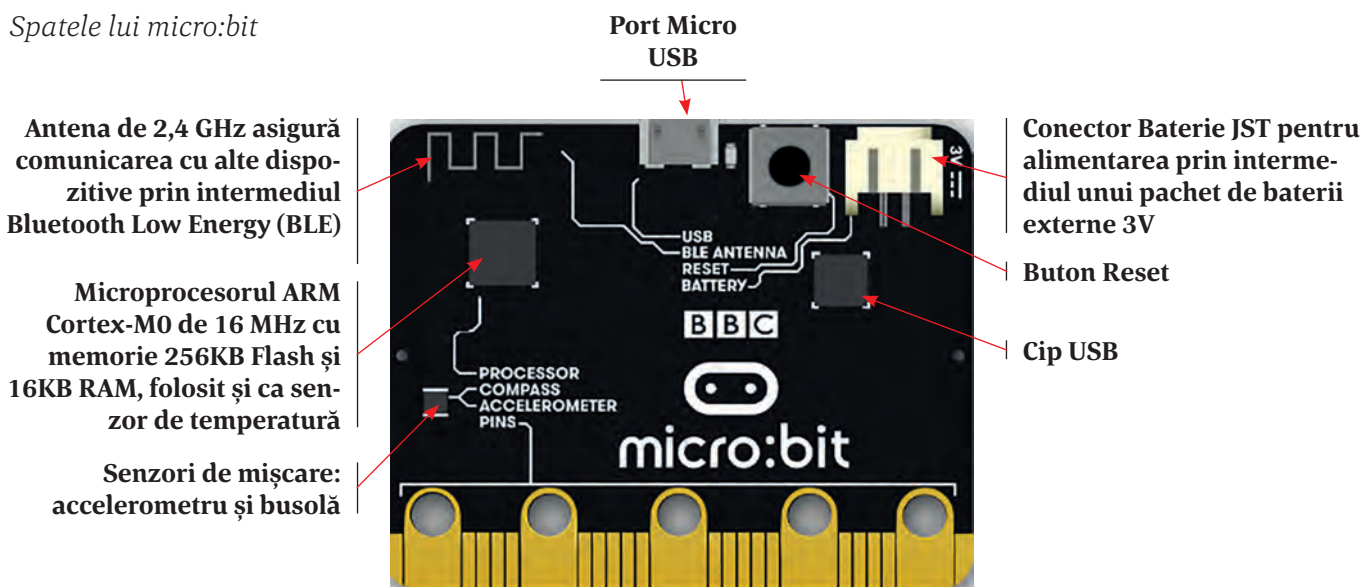 Spatele lui micro:bit
Port Micro
USB
Antena de 2,4 GHz asigură
comunicarea cu alte dispo-
zitive prin intermediul
Bluetooth Low Energy (BLE)
Microprocesorul ARM
Cortex-M0 de 16 MHz cu
memorie 256KB Flash și
16KB RAM, folosit și ca sen-
zor de temperatură
Senzori de mișcare:
accelerometru și busolă
Conector Baterie JST pentru
alimentarea prin interme-
diul unui pachet de baterii
externe 3V
Buton Reset
Cip USB
3V
USB
BLE ANTENNA
RESET
BATTERY
BBC
PROCESSOR
COMPASS
ACCELEROMETER
PINS
micro:bit